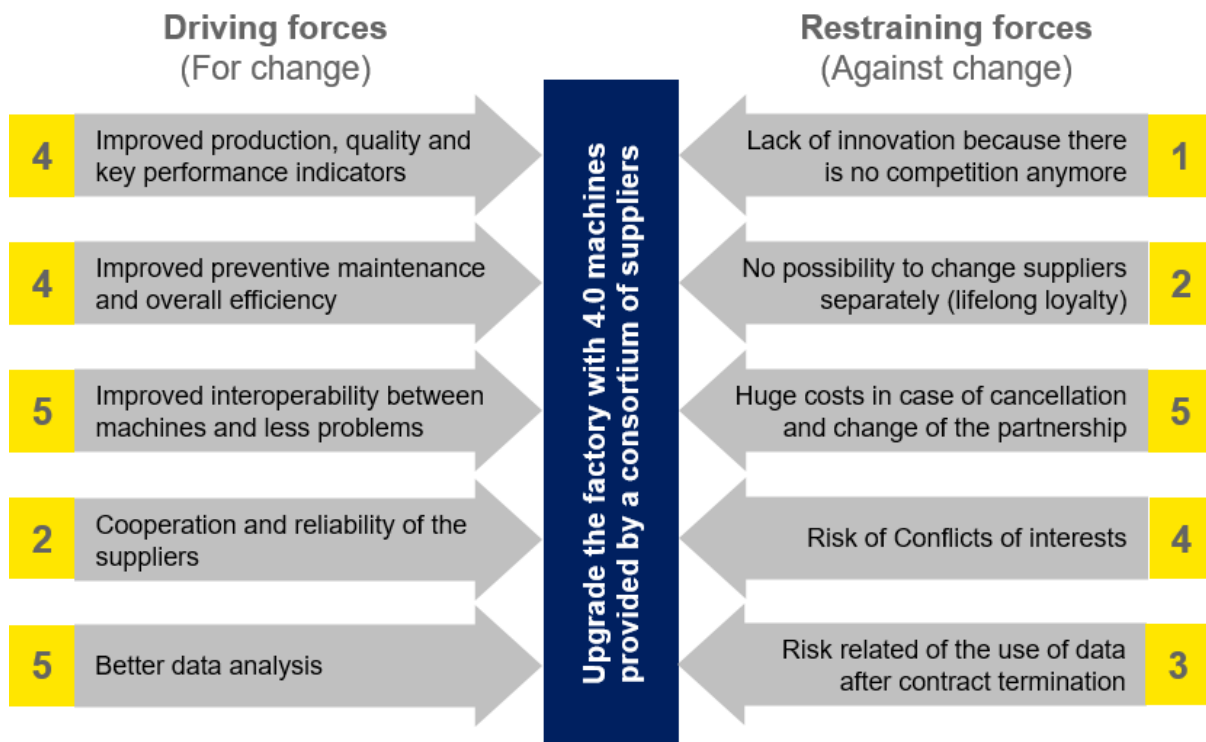 Driving forces
(For change)
Restraining forces
(Against change)
4
Improved production, quality and
key performance indicators
4
Improved preventive maintenance
and overall efficiency
5
Improved interoperability between
machines and less problems
2
Cooperation and reliability of the
suppliers
5
Better data analysis
Upgrade the factory with 4.0 machines
provided by a consortium of suppliers
Lack of innovation because there
is no competition anymore
1
No possibility to change suppliers
separately (lifelong loyalty)
2
Huge costs in case of cancellation
and change of the partnership
5
Risk of Conflicts of interests
4
Risk related of the use of data
after contract termination
3